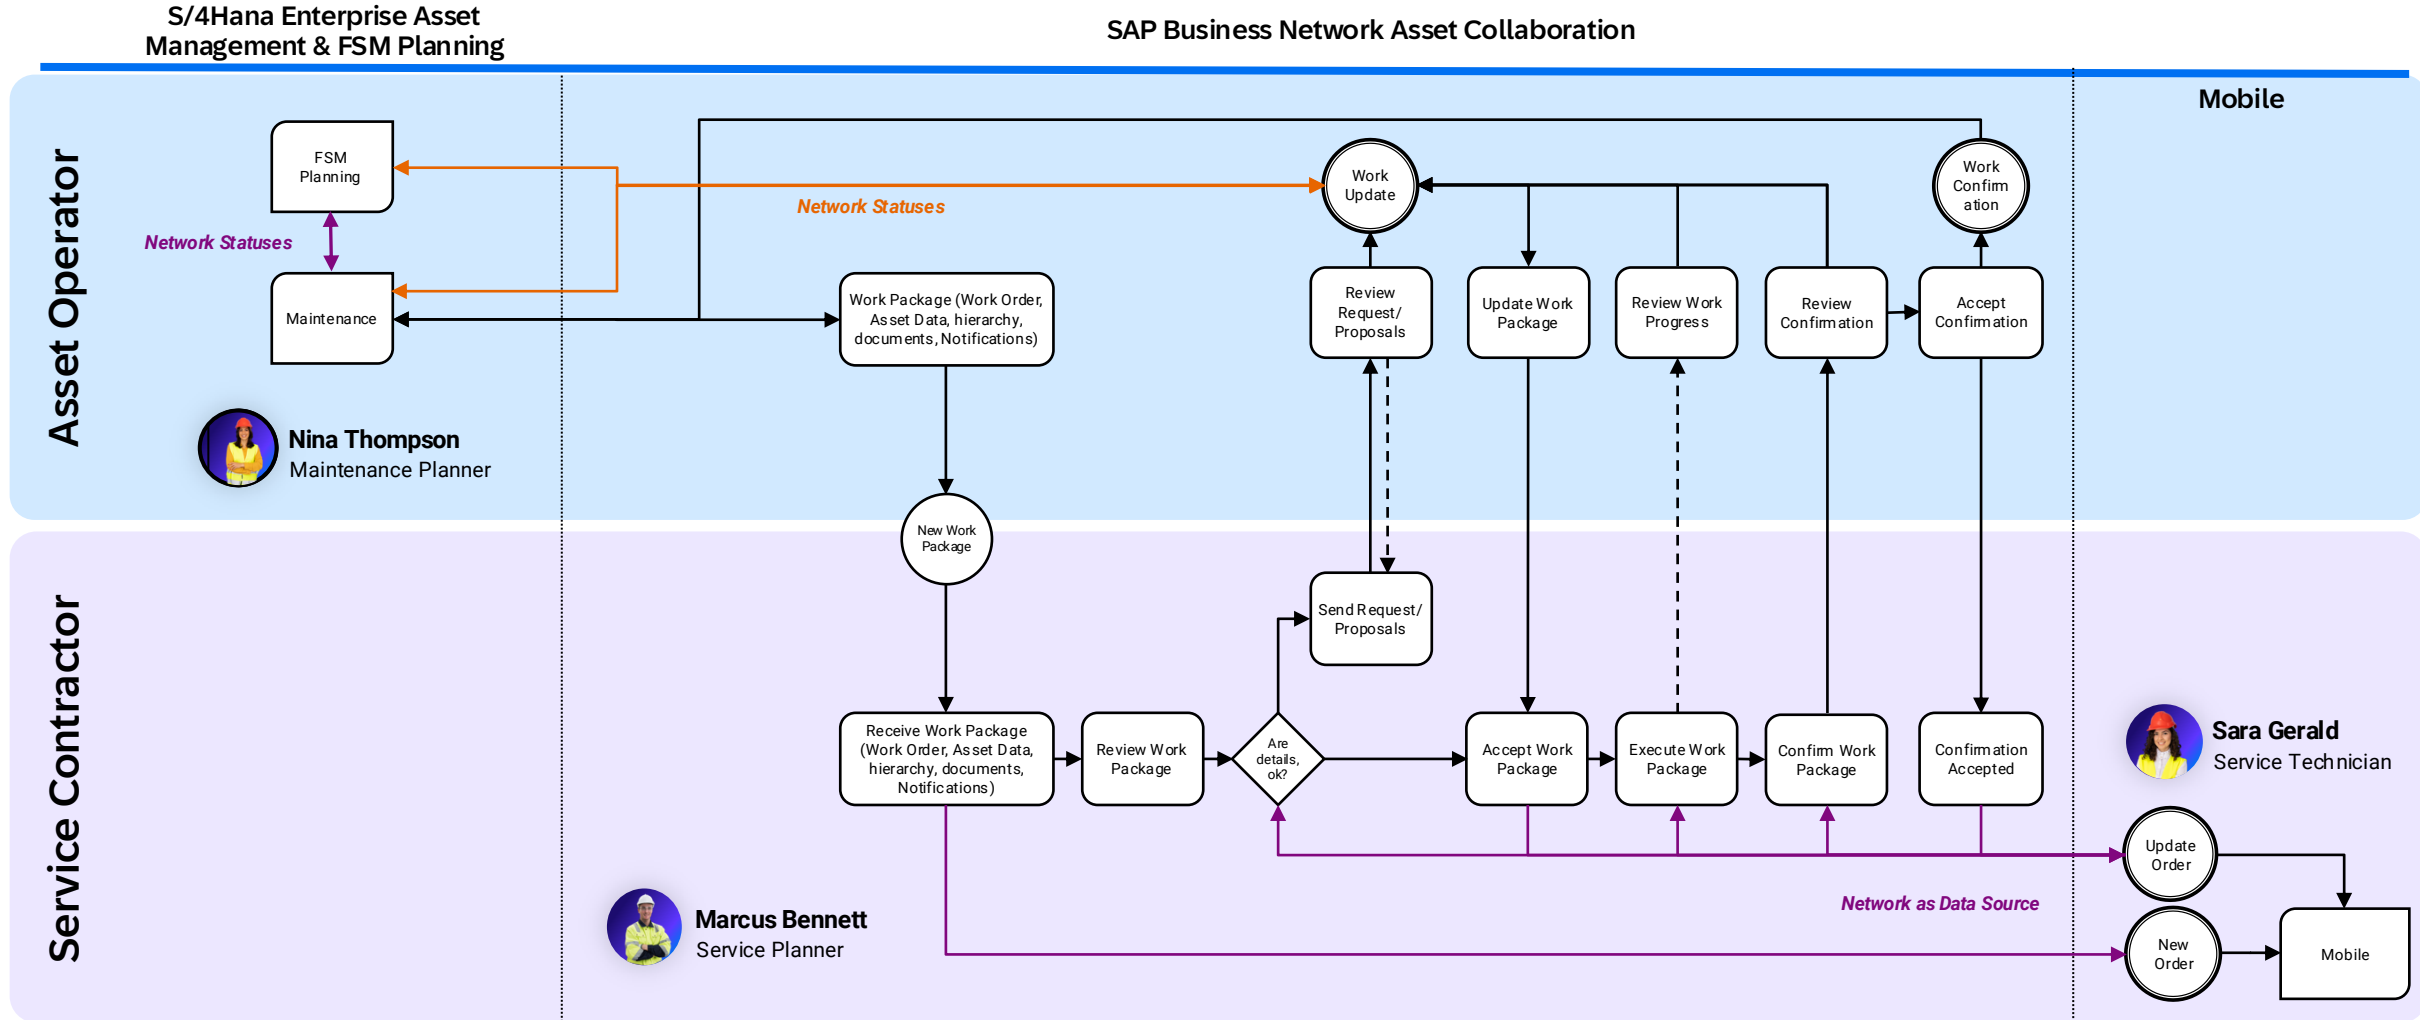 S/4Hana Enterprise Asset
Management & FSM Planning
SAP Business Network Asset Collaboration
Mobile
Asset Operator
FSM
Planning
Network Statuses
Maintenance
Nina Thompson
Maintenance Planner
Network Statuses
Work Package (Work Order,
Asset Data, hierarchy,
documents, Notifications)
Work
Update
Work
Confirm
ation
Review
Request/
Proposals
Update Work
Package
Review Work
Progress
Review
Confirmation
Accept
Confirmation
New Work
Package
Service Contractor
Send Request/
Proposals
Receive Work Package
(Work Order, Asset Data,
hierarchy, documents,
Notifications)
Review Work
Package
Are
details,
ok?
Accept Work
Package
Execute Work
Package
Confirm Work
Package
Confirmation
Accepted
Sara Gerald
Service Technician
Update
Order
Network as Data Source
Marcus Bennett
Service Planner
New
Order
Mobile